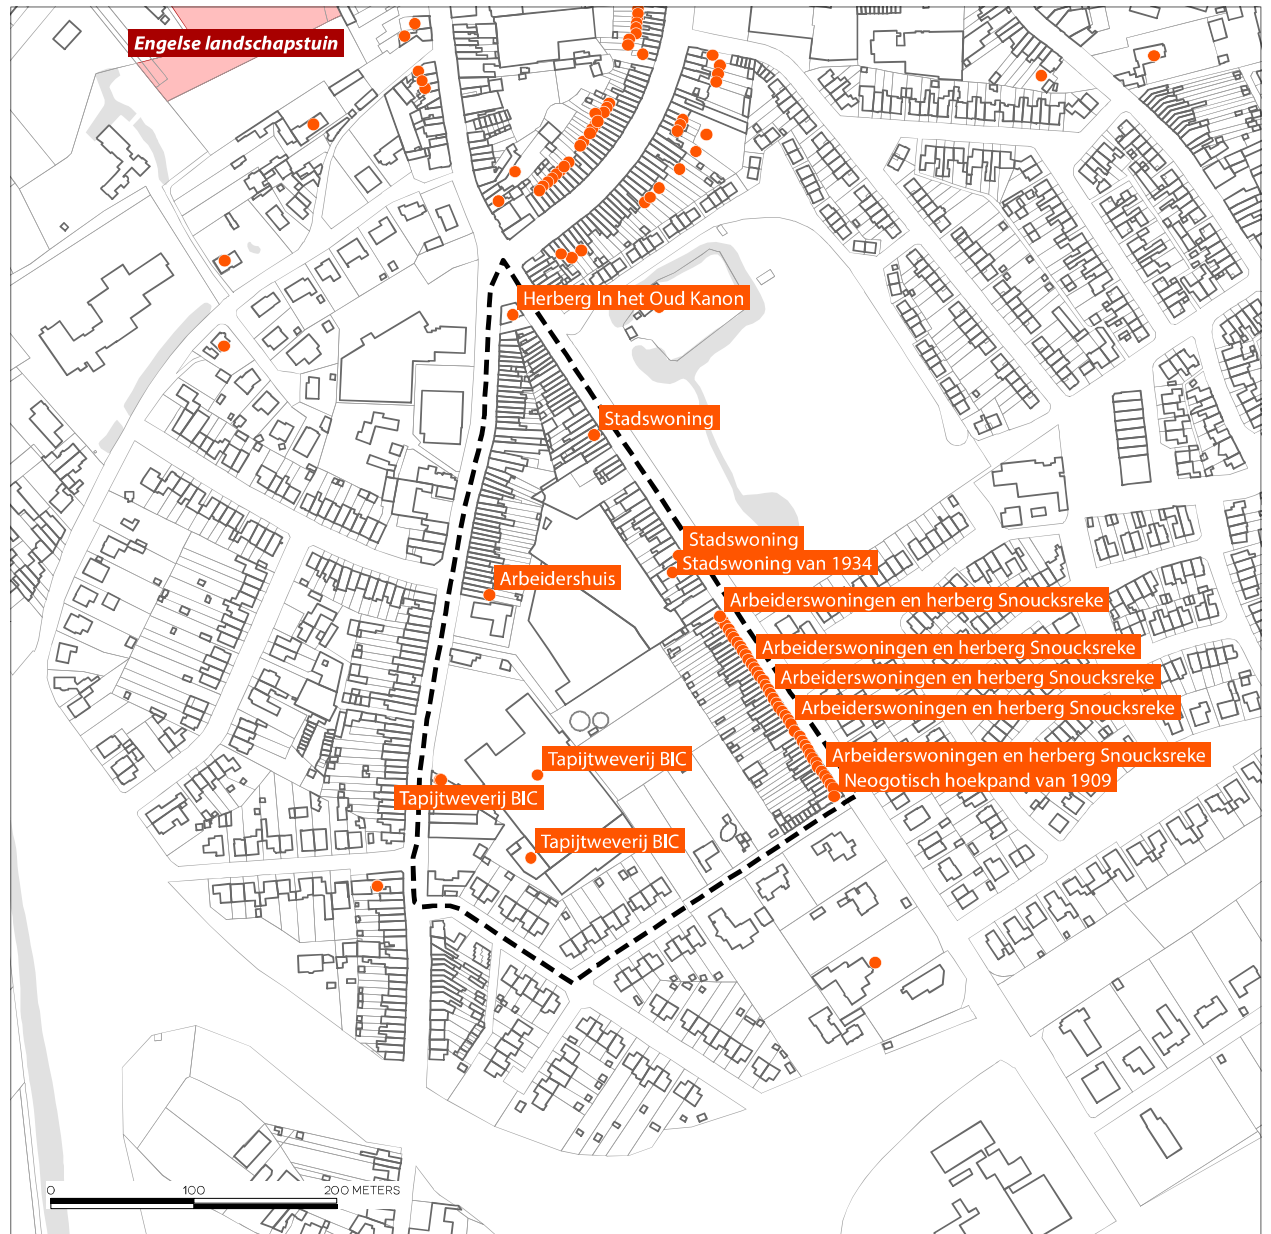 Engelse landschapstuin
Herberg In het Oud Kanon
Stadswoning
Stadswoning
Stadswoning van 1934
Arbeidershuis
Arbeiderswoningen en herberg Snoucksreke
Arbeiderswoningen en herberg Snoucksreke
Arbeiderswoningen en herberg Snoucksreke
Arbeiderswoningen en herberg Snoucksreke
Arbeiderswoningen en herberg Snoucksreke
Tapijtweverij BIC
Neogotisch hoekpand van 1909
Tapijtweverij BIC
Tapijtweverij BIC
0 100 200 METERS